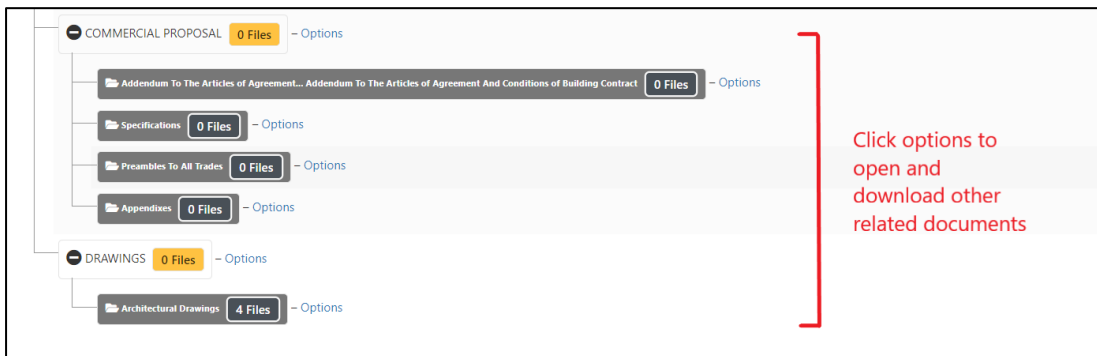 COMMERCIAL PROPOSAL 0 Files – Options
Addendum To The Articles of Agreement... Addendum To The Articles of Agreement And Conditions of Building Contract 0 Files – Options
Specifications 0 Files – Options
Preambles To All Trades 0 Files – Options
Appendixes 0 Files – Options
DRAWINGS 0 Files – Options
Architectural Drawings 4 Files – Options
Click options to
open and
download other
related documents